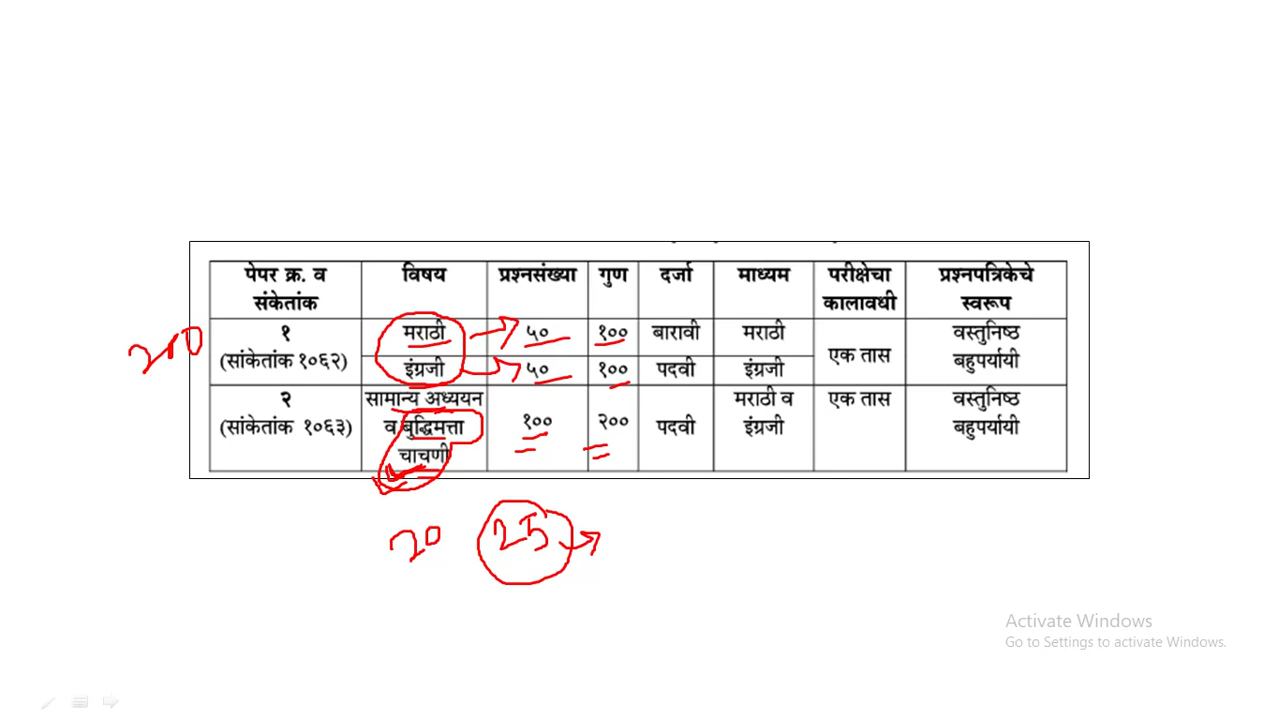 पेपर क्र. व संकेतांक विषय प्रश्नसंख्या गुण दर्जा माध्यम परीक्षेचा कालावधी प्रश्नपत्रिकेचे स्वरूप
१ (सांकेतांक १०६२) मराठी ५० १०० बारावी मराठी एक तास वस्तुनिष्ठ बहुपर्यायी
इंग्रजी ५० १०० पदवी इंग्रजी
२ (सांकेतांक १०६३) सामान्य अध्ययन व बुद्धिमत्ता चाचणी १०० २०० पदवी मराठी व इंग्रजी एक तास वस्तुनिष्ठ बहुपर्यायी
200
20 25
Activate Windows
Go to Settings to activate Windows.